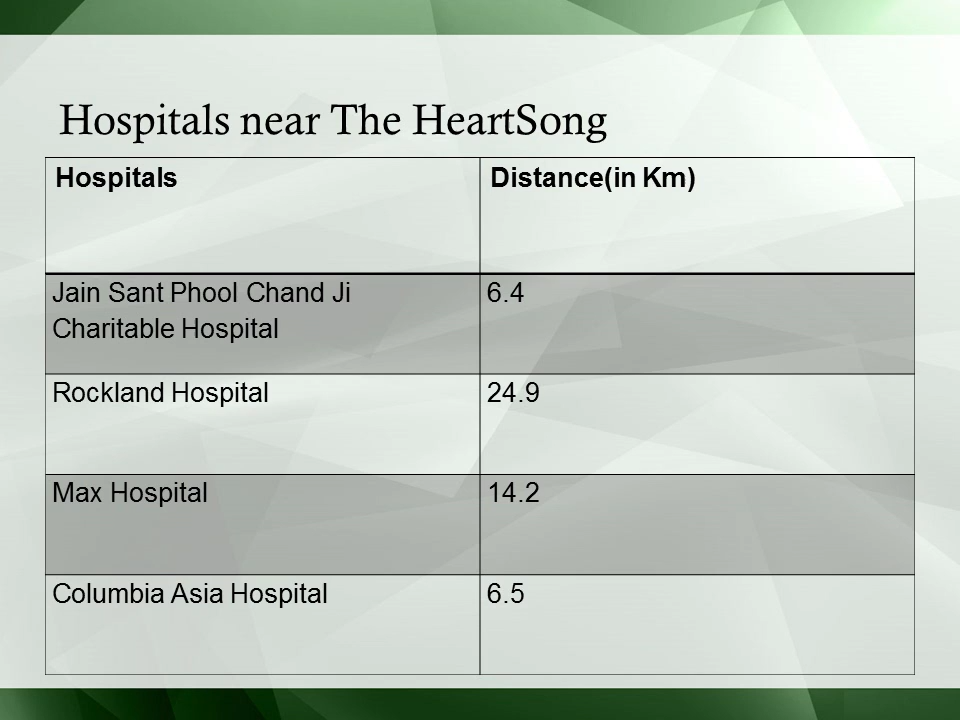 Hospitals near The HeartSong
Hospitals Distance(in Km)
Jain Sant Phool Chand Ji 6.4
Charitable Hospital
Rockland Hospital 24.9
Max Hospital 14.2
Columbia Asia Hospital 6.5